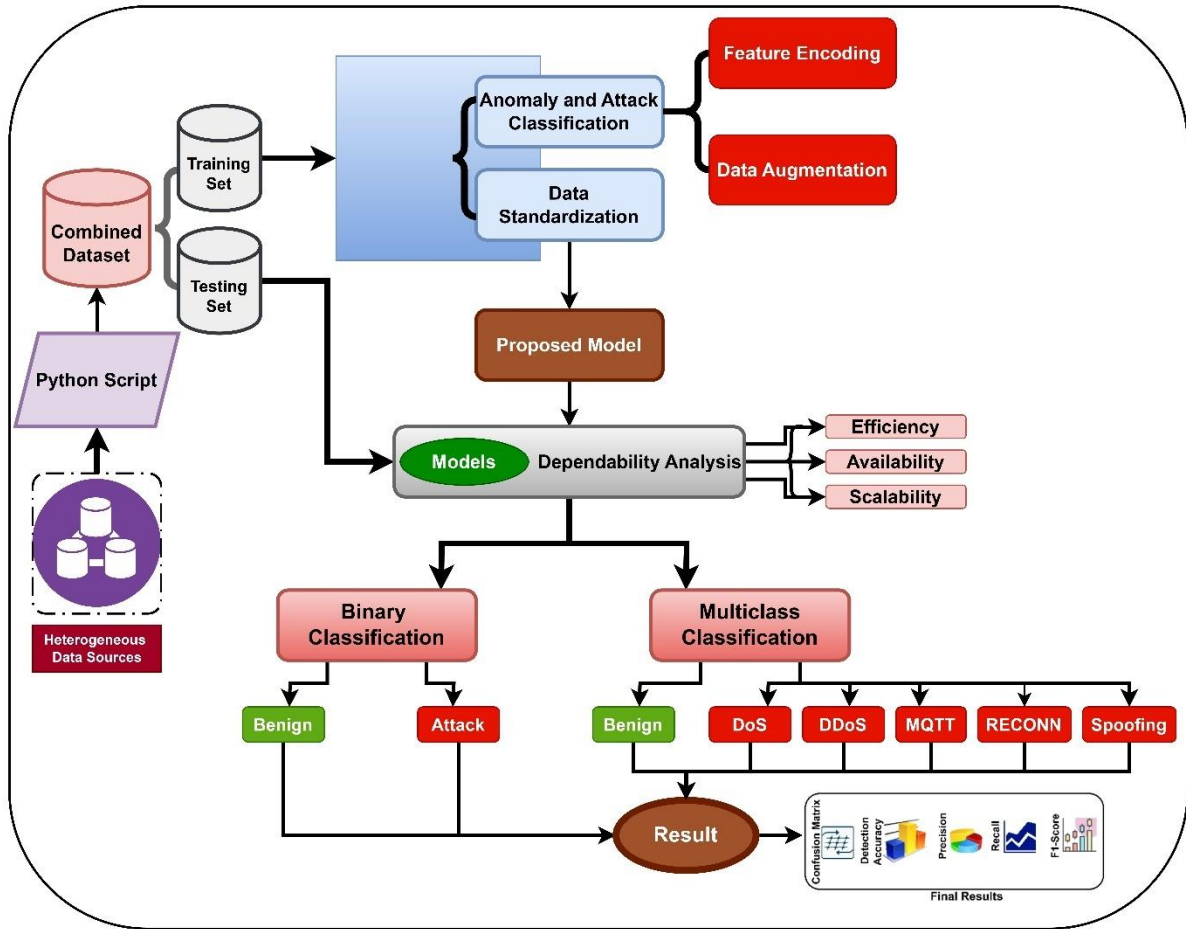 Feature Encoding
Anomaly and Attack
Classification
Data Augmentation
Data
Standardization
Training
Set
Combined
Dataset
Testing
Set
Python Script
Heterogeneous
Data Sources
Proposed Model
Models
Dependability Analysis
Efficiency
Availability
Scalability
Binary
Classification
Multiclass
Classification
Benign
Attack
Benign
DoS
DDoS
MQTT
RECONN
Spoofing
Result
Confusion Matrix
Detection
Accuracy
Precision
Recall
F1-Score
Final Results